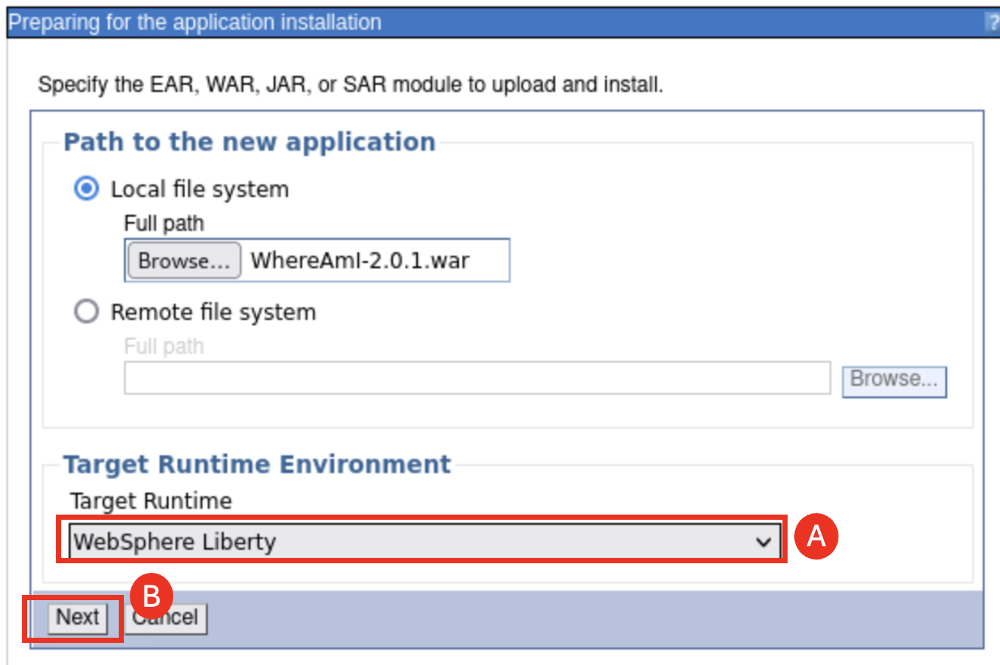 Preparing for the application installation
?
Specify the EAR, WAR, JAR, or SAR module to upload and install.
Path to the new application
Local file system
Full path
Browse... WhereAmI-2.0.1.war
Remote file system
Full path
Browse...
Target Runtime Environment
Target Runtime
WebSphere Liberty
A
B
Next Cancel